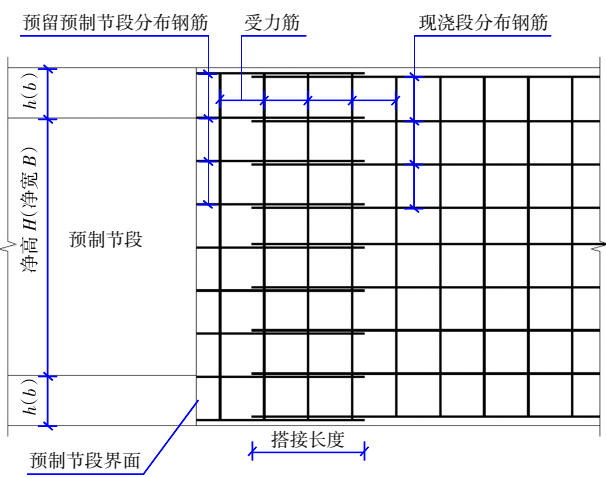 预留预制节段分布钢筋
受力筋
现浇段分布钢筋
h(b)
净高H(净宽B)
预制节段
h(b)
搭接长度
预制节段界面